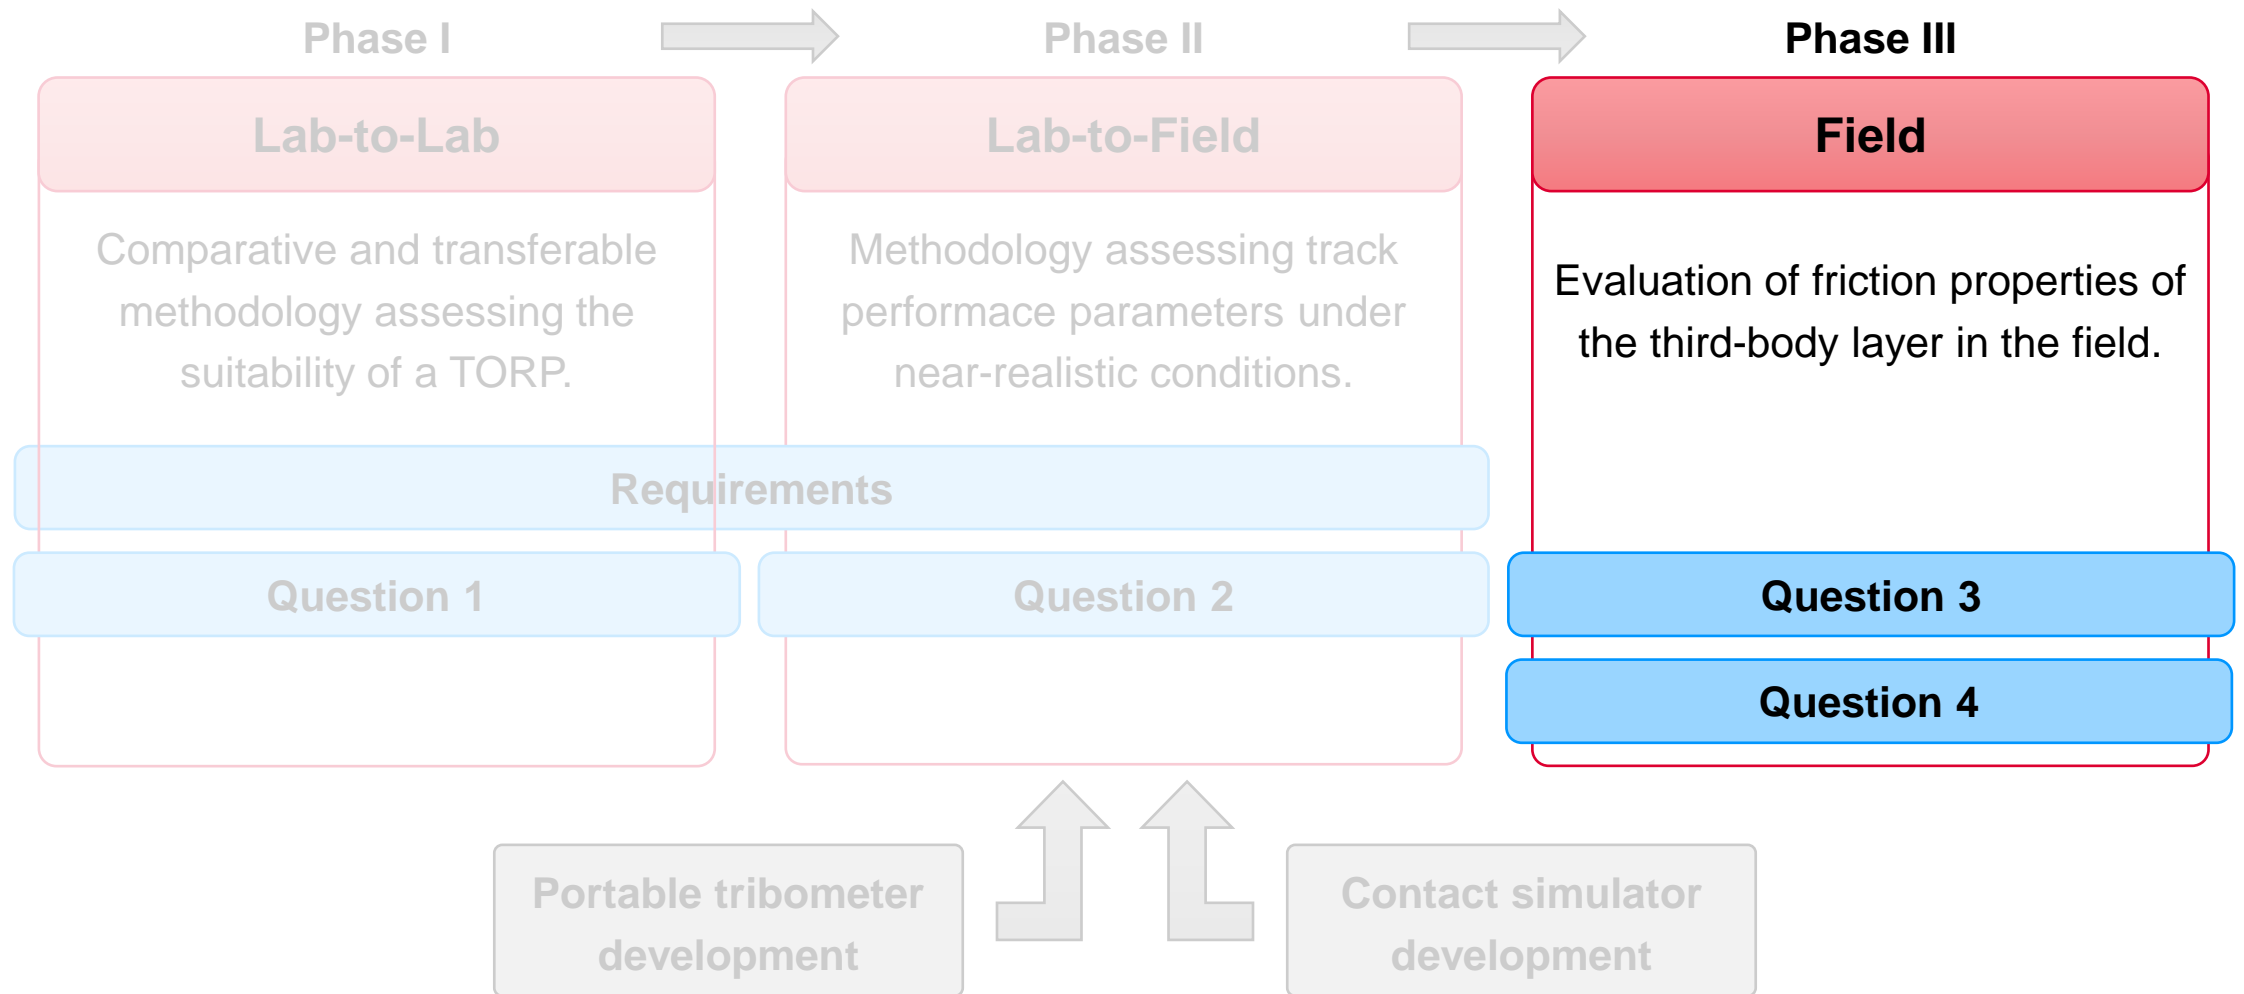 Phase I
Phase II
Phase III
Lab-to-Lab
Comparative and transferable
methodology assessing the
suitability of a TORP.
Lab-to-Field
Methodology assessing track
performace parameters under
near-realistic conditions.
Field
Evaluation of friction properties of
the third-body layer in the field.
Requirements
Question 1
Question 2
Question 3
Question 4
Portable tribometer
development
Contact simulator
development